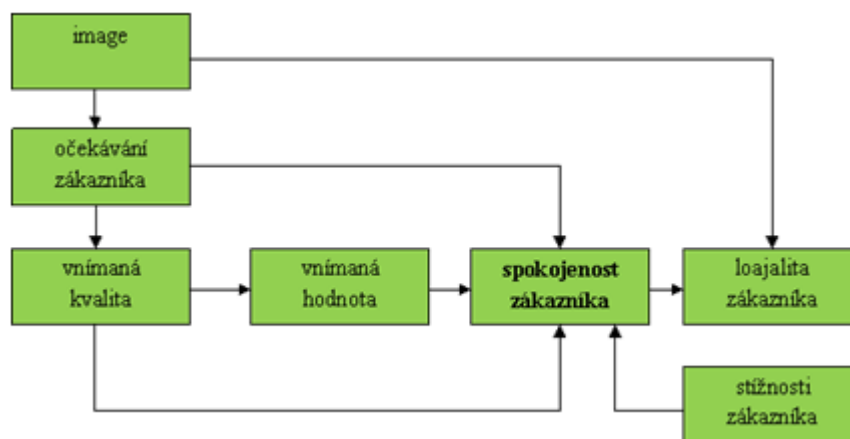 image
očekávání
zákazníka
vnímaná
kvalita
vnímaná
hodnota
spokojenost
zákazníka
loajalita
zákazníka
stížnosti
zákazníka